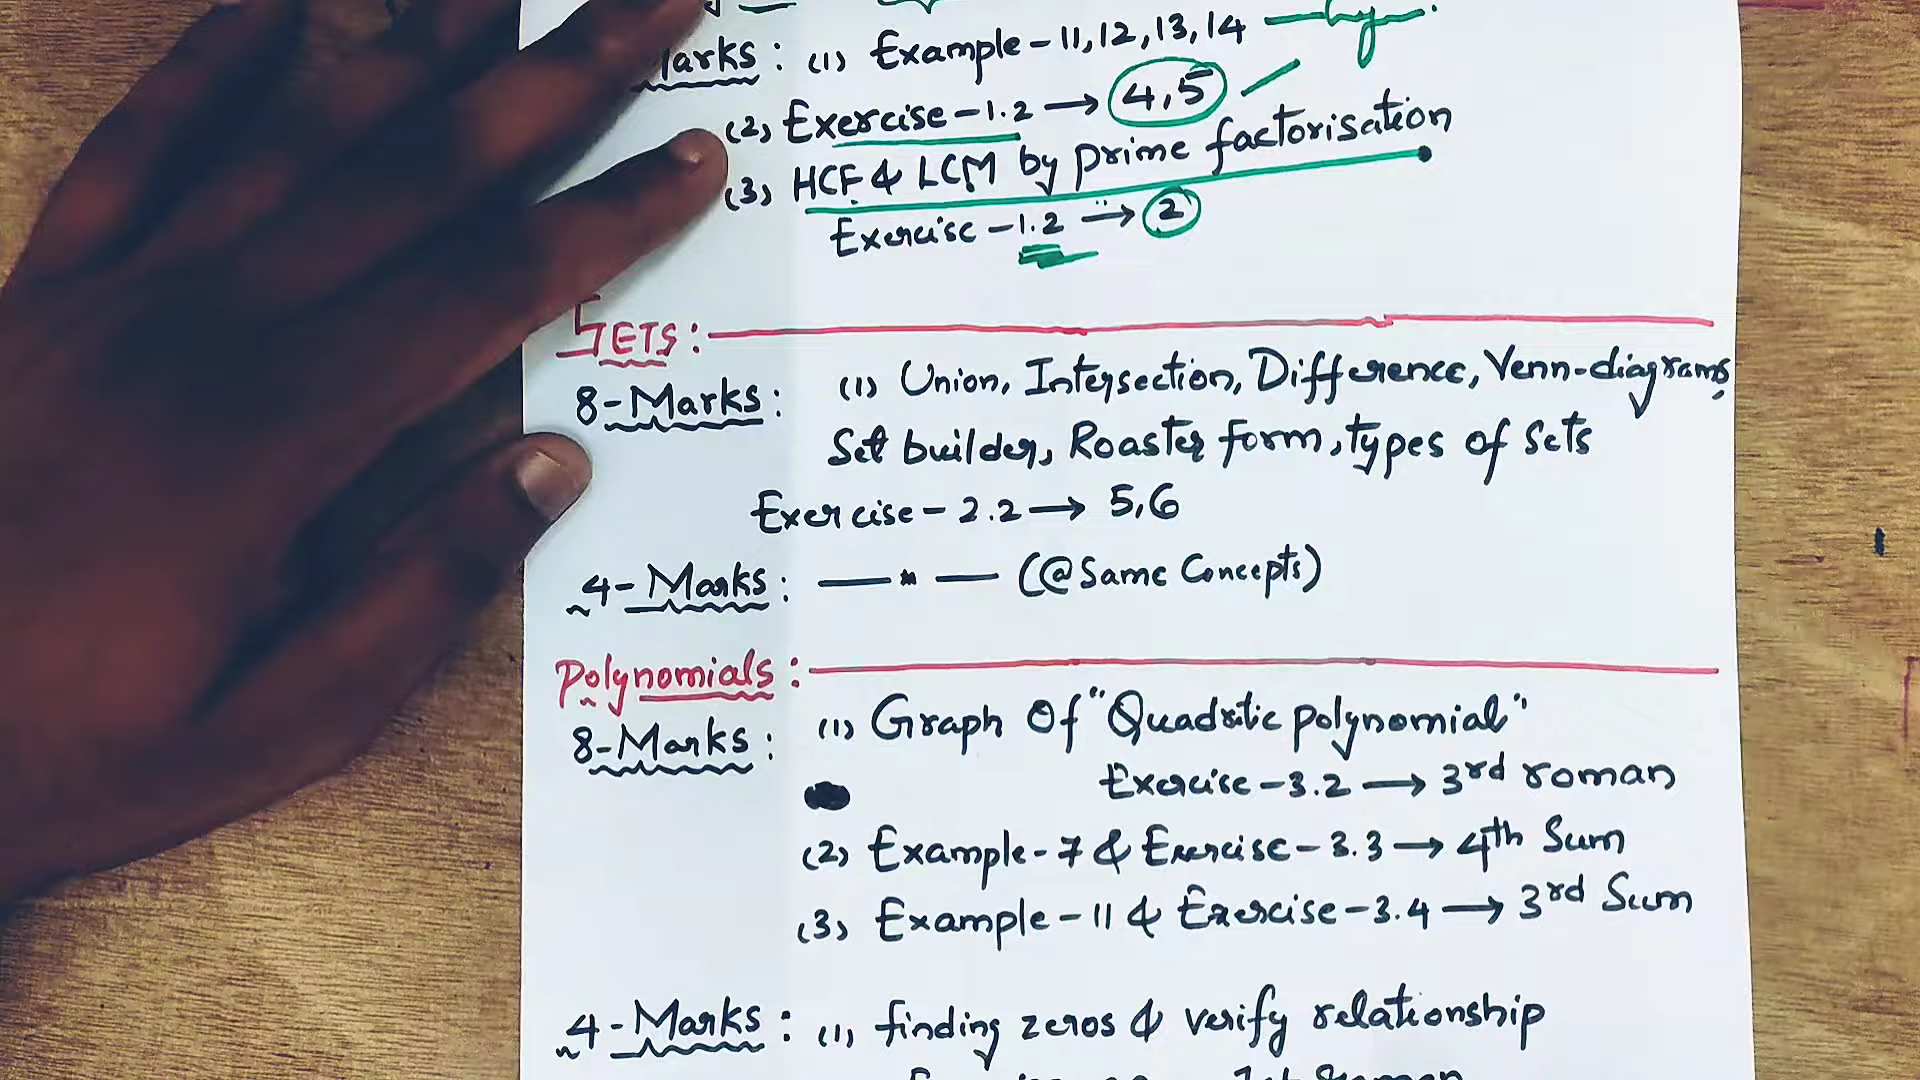 arks: (1) Example-11,12,13,14
(2) Exercise-1.2 → 4,5
(3) HCF & LCM by prime factorisation
Exercise-1.2 → 2
SETS:
8-Marks: (1) Union, Intersection, Difference, Venn-diagrams,
Set builder, Roaster form, types of sets
Exercise-2.2 → 5,6
4-Marks: (@Same Concepts)
Polynomials:
8-Marks: (1) Graph Of "Quadratic polynomial"
Exercise-3.2 → 3rd roman
(2) Example-7 & Exercise-3.3 → 4th Sum
(3) Example-11 & Exercise-3.4 → 3rd Sum
4-Marks: (1) finding zeros & verify relationship